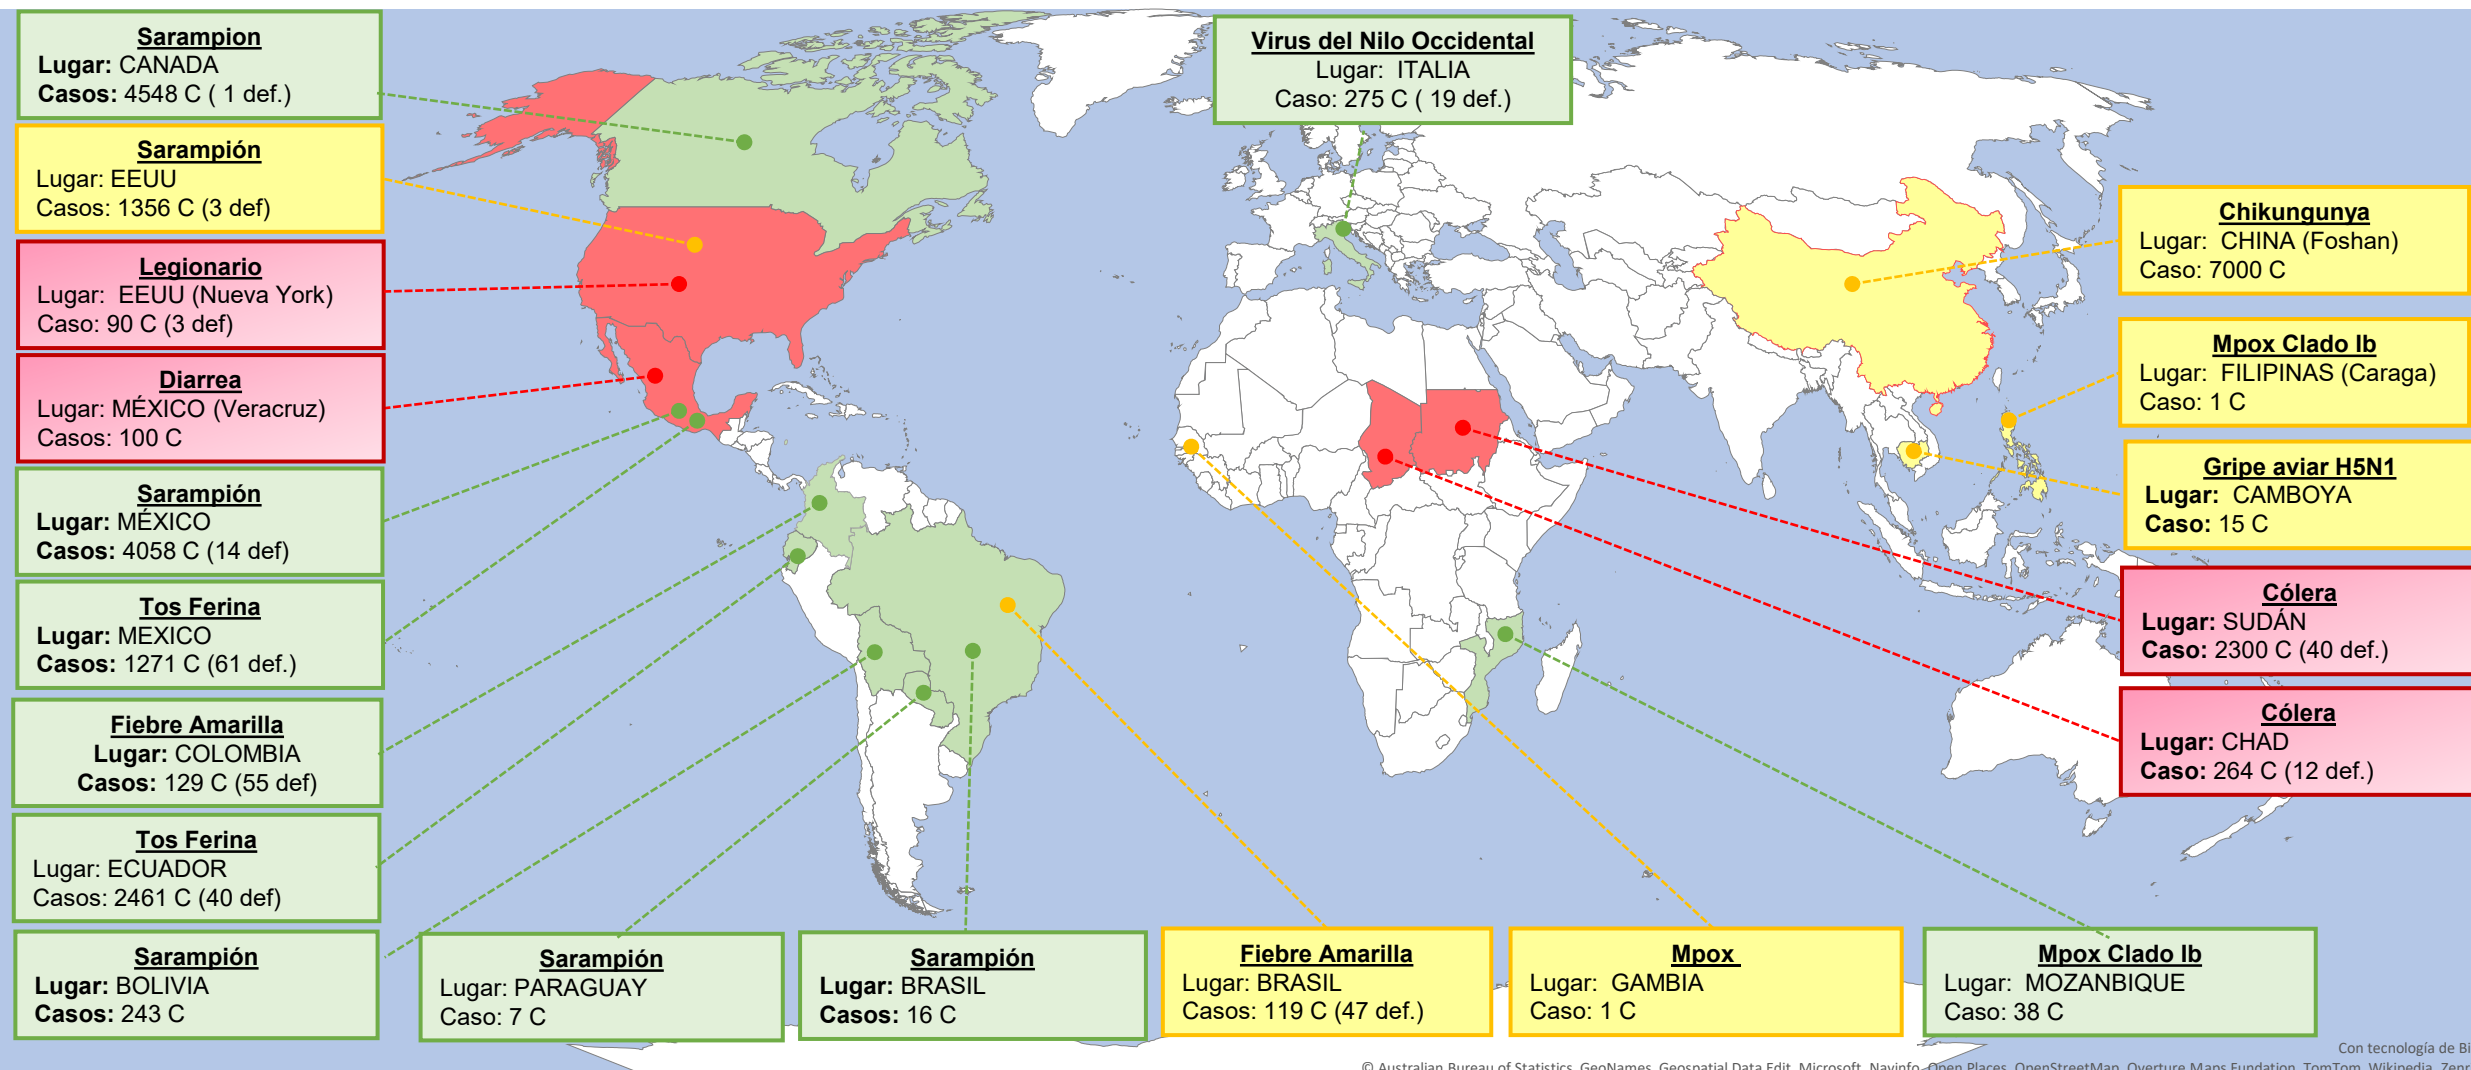 Sarampion
Lugar: CANADA
Casos: 4548 C ( 1 def.)
Sarampión
Lugar: EEUU
Casos: 1356 C (3 def)
Legionario
Lugar: EEUU (Nueva York)
Caso: 90 C (3 def)
Diarrea
Lugar: MÉXICO (Veracruz)
Casos: 100 C
Sarampión
Lugar: MÉXICO
Casos: 4058 C (14 def)
Tos Ferina
Lugar: MEXICO
Casos: 1271 C (61 def.)
Fiebre Amarilla
Lugar: COLOMBIA
Casos: 129 C (55 def)
Tos Ferina
Lugar: ECUADOR
Casos: 2461 C (40 def)
Sarampión
Lugar: BOLIVIA
Casos: 243 C
Sarampión
Lugar: PARAGUAY
Caso: 7 C
Sarampión
Lugar: BRASIL
Casos: 16 C
Fiebre Amarilla
Lugar: BRASIL
Casos: 119 C (47 def.)
Mpox
Lugar: GAMBIA
Caso: 1 C
Mpox Clado Ib
Lugar: MOZANBIQUE
Caso: 38 C
Virus del Nilo Occidental
Lugar: ITALIA
Caso: 275 C ( 19 def.)
Chikungunya
Lugar: CHINA (Foshan)
Caso: 7000 C
Mpox Clado Ib
Lugar: FILIPINAS (Caraga)
Caso: 1 C
Gripe aviar H5N1
Lugar: CAMBOYA
Caso: 15 C
Cólera
Lugar: SUDÁN
Caso: 2300 C (40 def.)
Cólera
Lugar: CHAD
Caso: 264 C (12 def.)
Con tecnología de Bi
© Australian Bureau of Statistics, GeoNames, Geospatial Data Edit, Microsoft, Navinfo, Open Places, OpenStreetMap, Overture Maps Fundation, TomTom, Wikipedia, Zenr